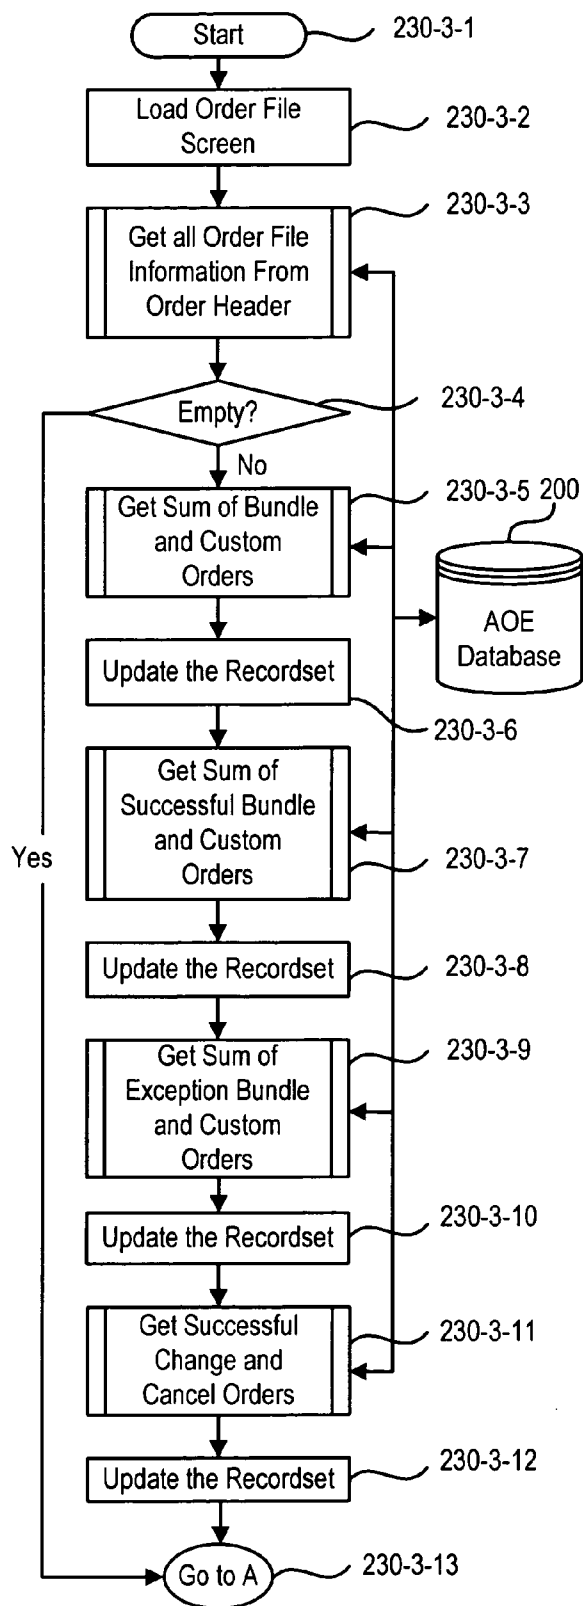 Start
230-3-1
Load Order File
Screen
230-3-2
230-3-3
Get all Order File
Information From
Order Header
Empty?
230-3-4
No
230-3-5
200
Get Sum of Bundle
and Custom
Orders
AOE
Database
Update the Recordset
230-3-6
Get Sum of
Successful Bundle
and Custom
Orders
230-3-7
Yes
Update the Recordset
230-3-8
Get Sum of
Exception Bundle
and Custom
Orders
230-3-9
Update the Recordset
230-3-10
Get Successful
Change and
Cancel Orders
230-3-11
Update the Recordset
230-3-12
Go to A
230-3-13